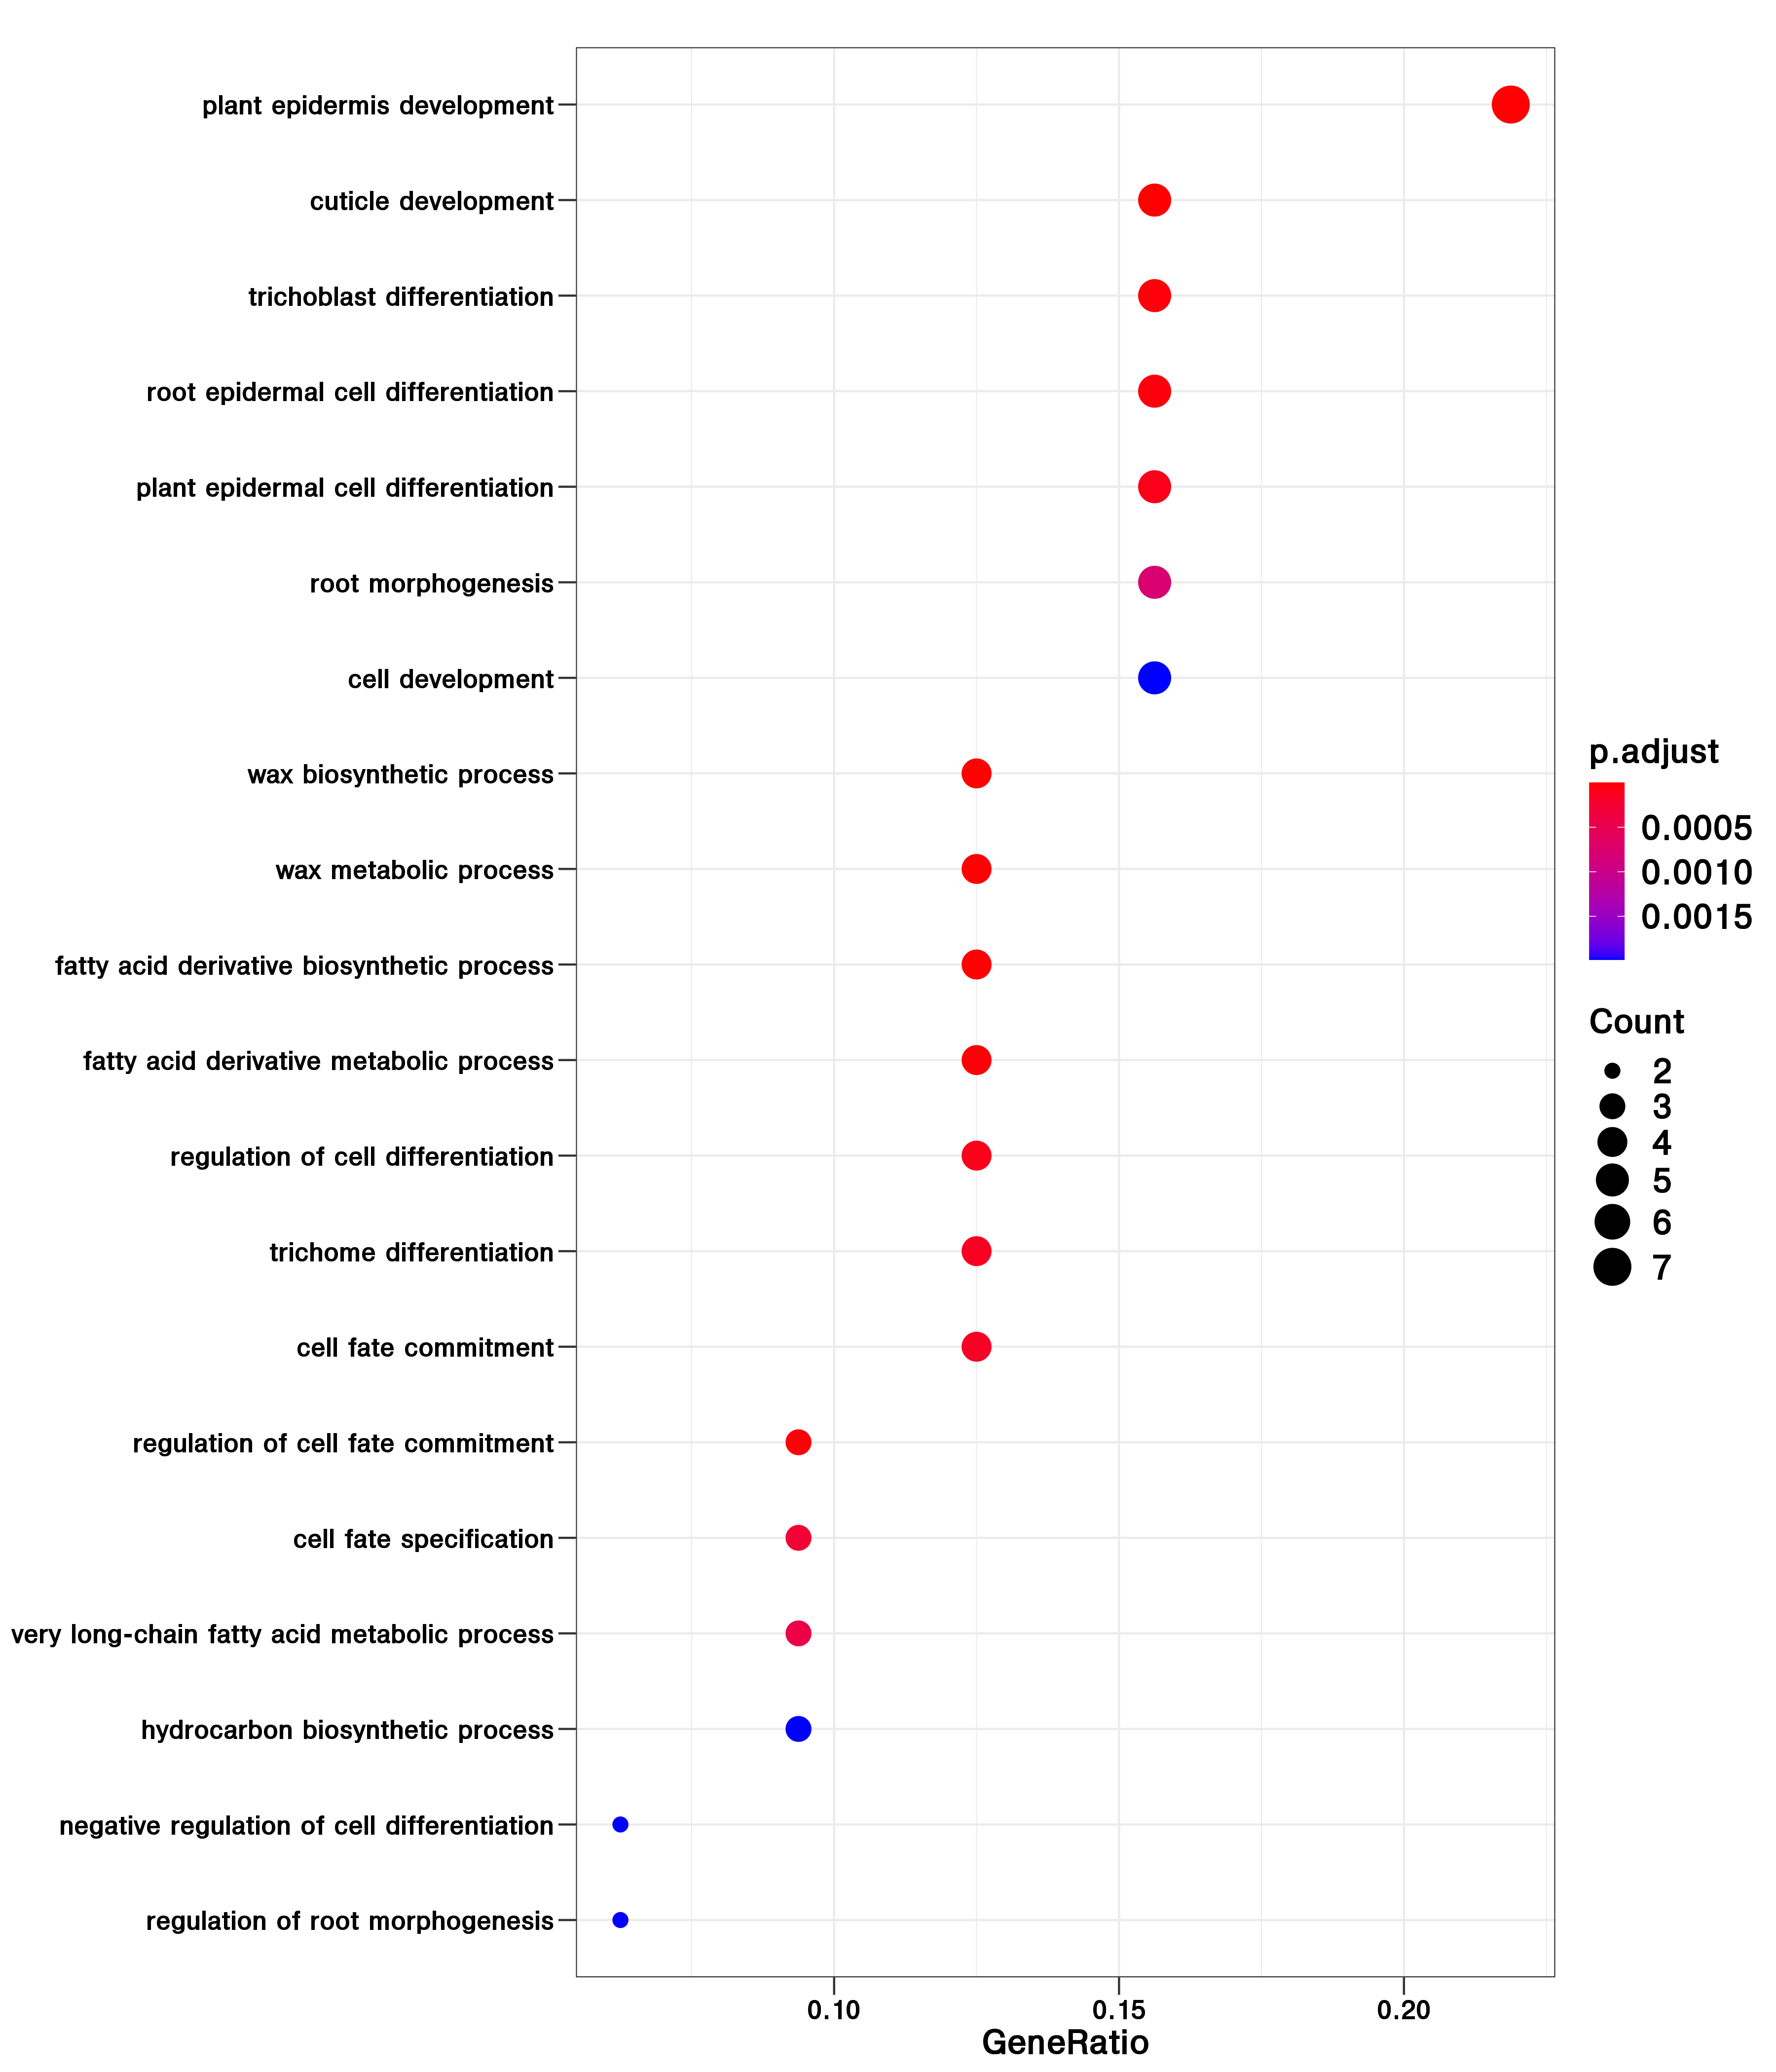 plant epidermis development
cuticle development
trichoblast differentiation
root epidermal cell differentiation
plant epidermal cell differentiation
root morphogenesis
cell development
wax biosynthetic process
wax metabolic process
fatty acid derivative biosynthetic process
fatty acid derivative metabolic process
regulation of cell differentiation
trichome differentiation
cell fate commitment
regulation of cell fate commitment
cell fate specification
very long-chain fatty acid metabolic process
hydrocarbon biosynthetic process
negative regulation of cell differentiation
regulation of root morphogenesis
0.10 0.15 0.20
GeneRatio
p.adjust
0.0005
0.0010
0.0015
Count
2
3
4
5
6
7